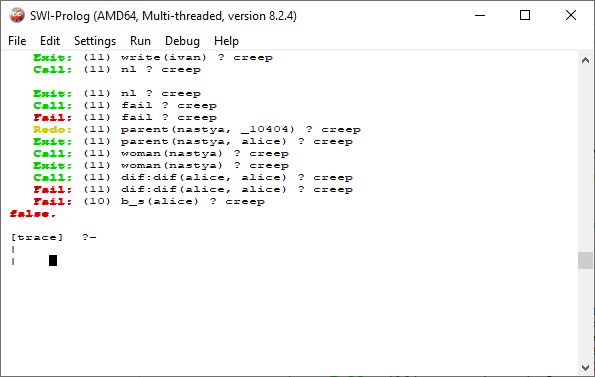 SWI-Prolog (AMD64, Multi-threaded, version 8.2.4)
File Edit Settings Run Debug Help
Exit: (11) write(ivan) ? creep
Call: (11) nl ? creep
Exit: (11) nl ? creep
Call: (11) fail ? creep
Fail: (11) fail ? creep
Redo: (11) parent(nastya, _10404) ? creep
Exit: (11) parent(nastya, alice) ? creep
Call: (11) woman(nastya) ? creep
Exit: (11) woman(nastya) ? creep
Call: (11) dif:dif(alice, alice) ? creep
Fail: (11) dif:dif(alice, alice) ? creep
Fail: (10) b_s(alice) ? creep
false.
[trace] ?-
|
|